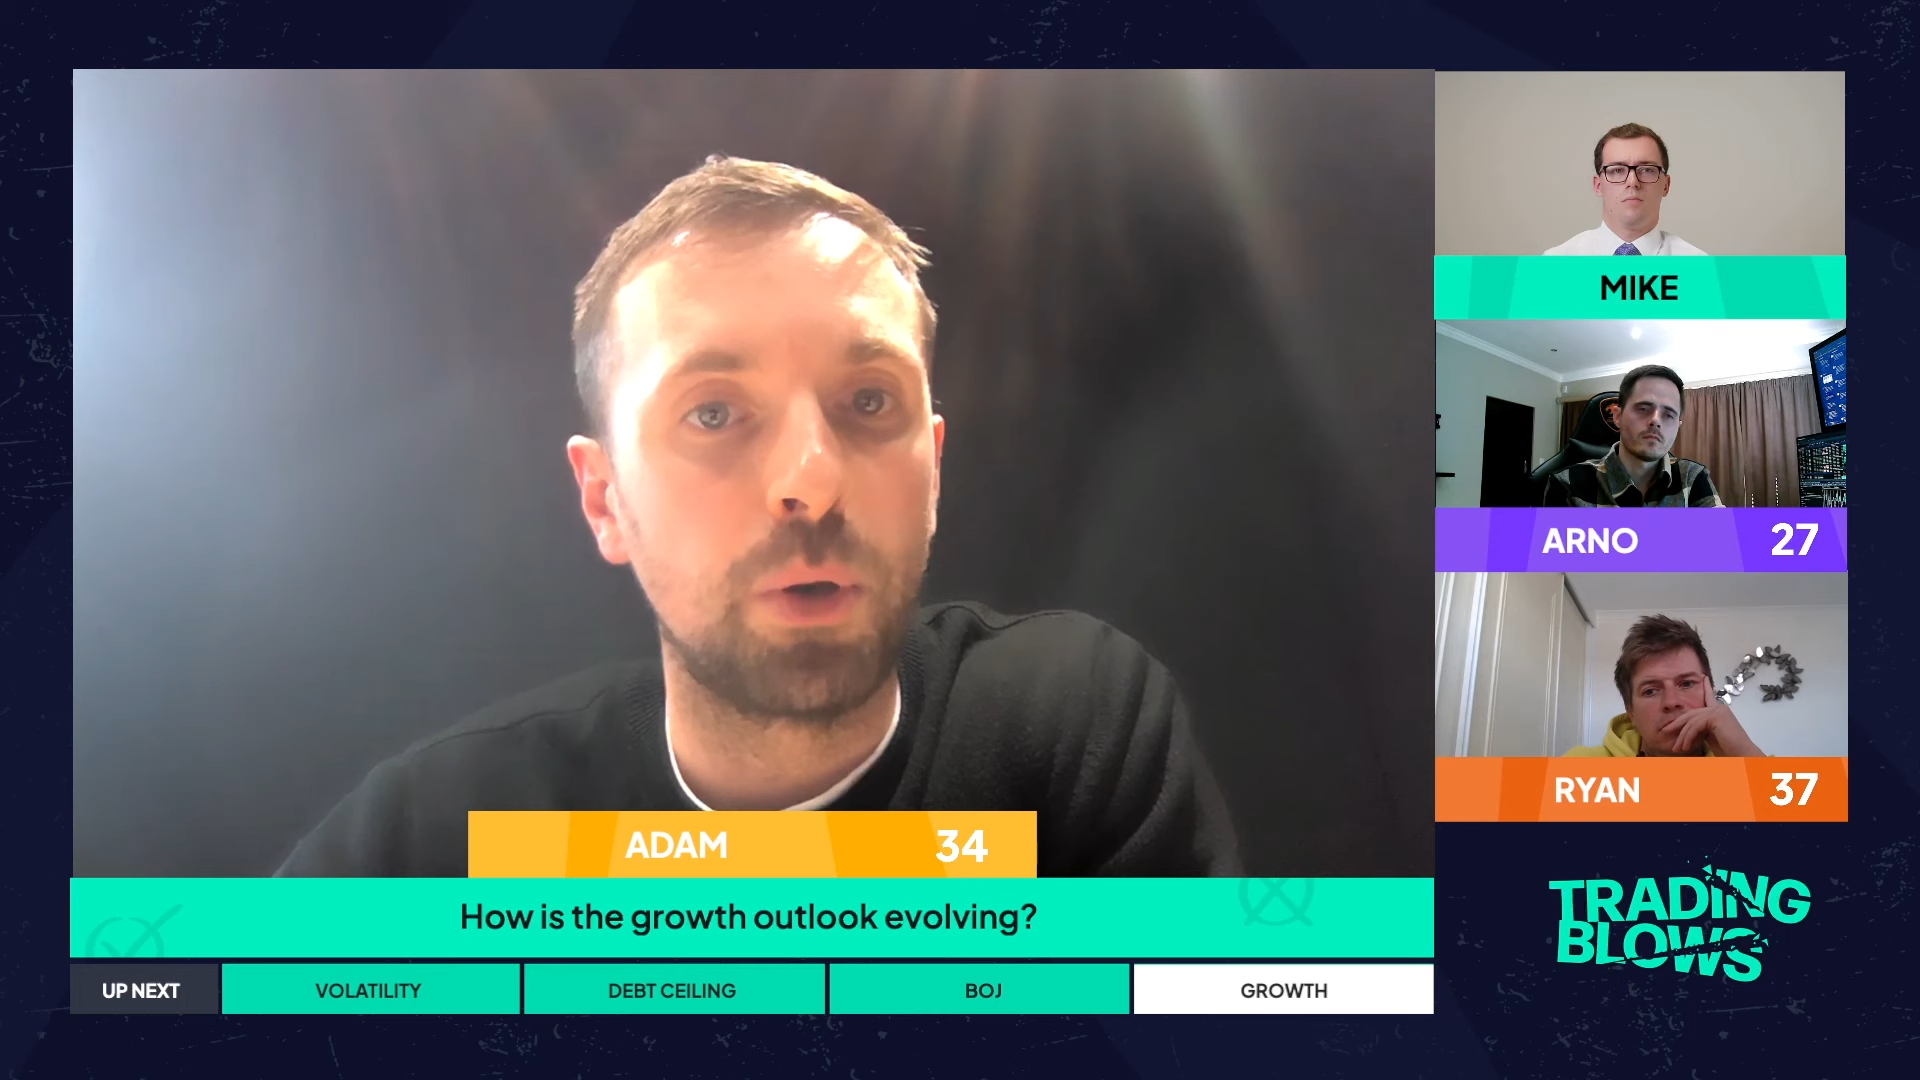 MIKE
ARNO 27
RYAN 37
ADAM 34
How is the growth outlook evolving?
UP NEXT VOLATILITY DEBT CEILING BOJ GROWTH
TRADING
BLOWS